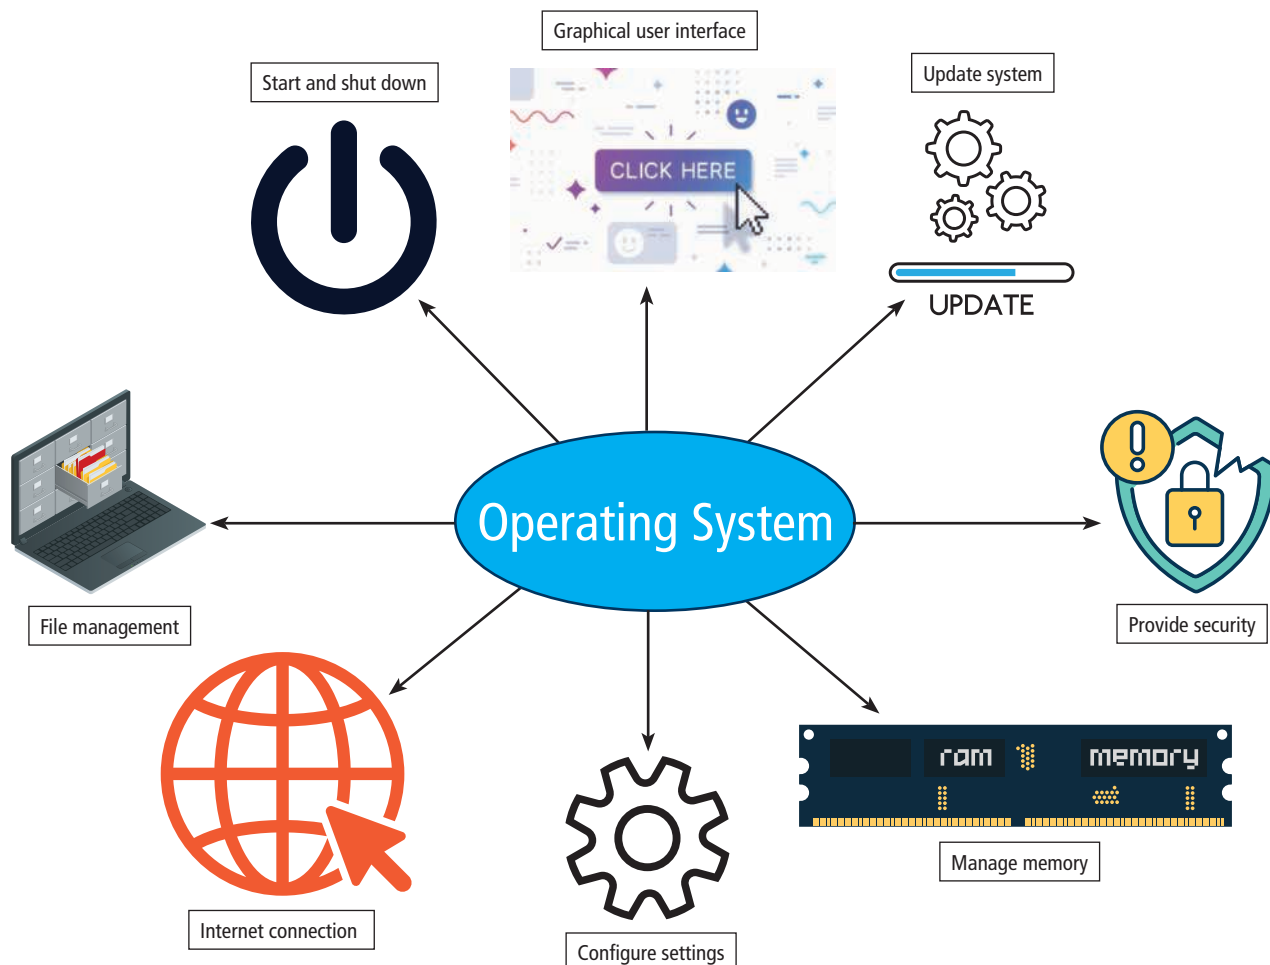 Graphical user interface
Start and shut down
Update system
CLICK HERE
UPDATE
Operating System
File management
Provide security
ram
memory
Manage memory
Internet connection
Configure settings